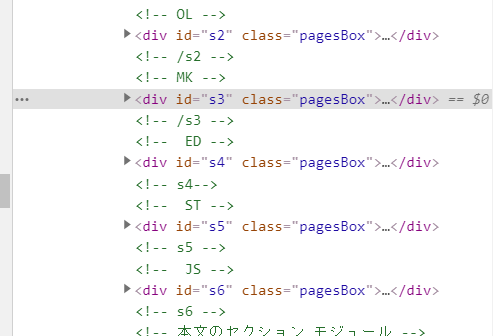 <!-- OL -->
<div id="s2" class="pagesBox">…</div>
<!-- /s2 -->
<!-- MK -->
<div id="s3" class="pagesBox">…</div> == $0
<!-- /s3 -->
<!--  ED -->
<div id="s4" class="pagesBox">…</div>
<!-- s4-->
<!--  ST -->
<div id="s5" class="pagesBox">…</div>
<!-- s5 -->
<!--  JS -->
<div id="s6" class="pagesBox">…</div>
<!-- s6 -->
<!-- 本文のセクション モジュール -->